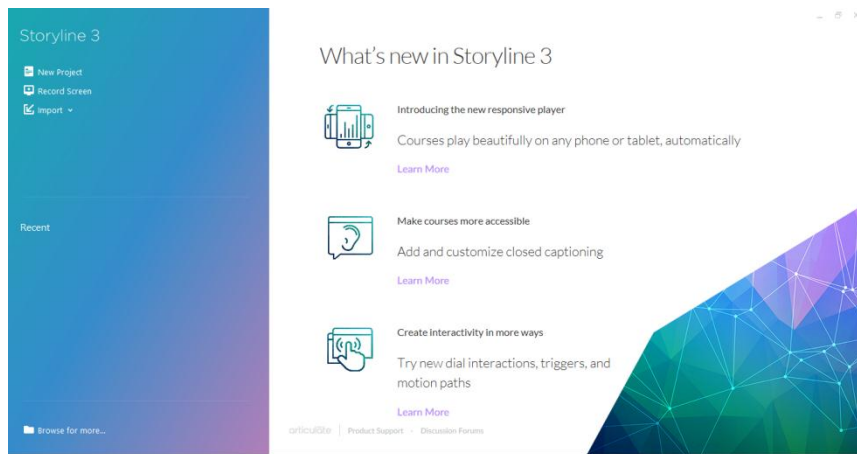 Storyline 3
New Project
Record Screen
Import
Recent
Browse for more...
What's new in Storyline 3
Introducing the new responsive player
Courses play beautifully on any phone or tablet, automatically
Learn More
Make courses more accessible
Add and customize closed captioning
Learn More
Create interactivity in more ways
Try new dial interactions, triggers, and
motion paths
Learn More
articulate | Product Support - Discussion Forums